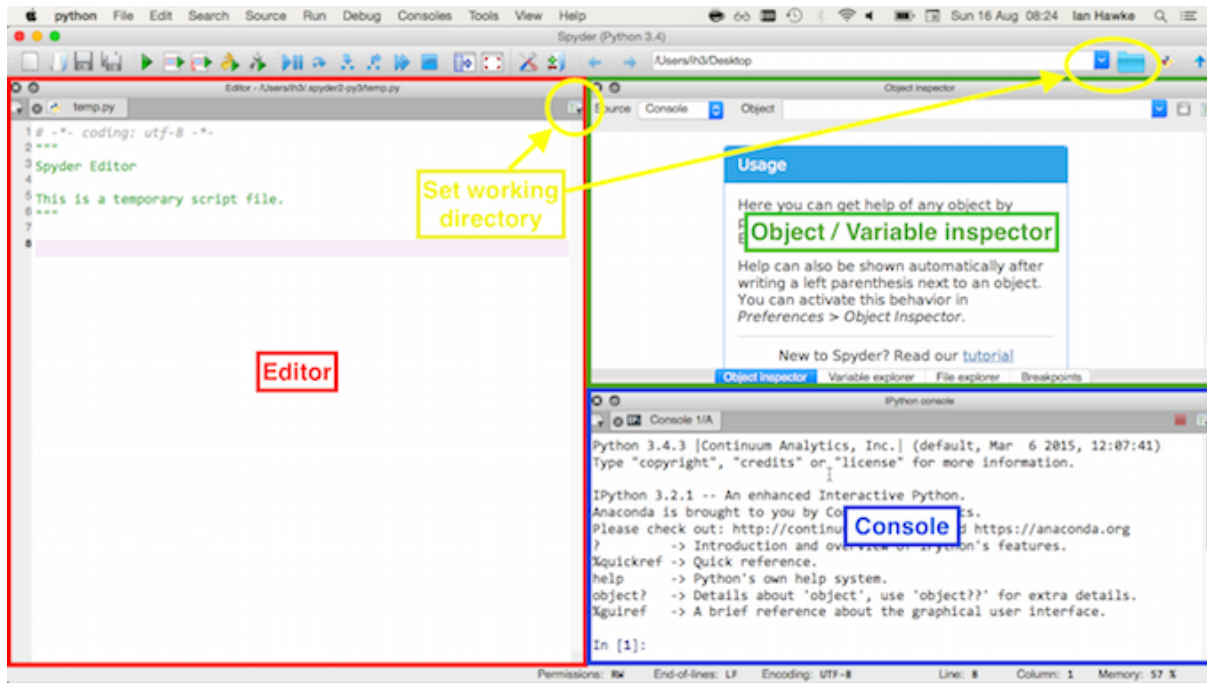 python File Edit Search Source Run Debug Consoles Tools View Help Sun 16 Aug 08:24 Ian Hawke
Spyder (Python 3.4)
/Users/lh3/Desktop
Editor - /Users/lh3/.spyder2-py3/temp.py
temp.py
1 # -*- coding: utf-8 -*-
2 """
3 Spyder Editor
4
5 This is a temporary script file.
6 """
7
8
Set working
directory
Editor
Object inspector
Source Console Object
Usage
Here you can get help of any object by
Object / Variable inspector
Help can also be shown automatically after
writing a left parenthesis next to an object.
You can activate this behavior in
Preferences > Object Inspector.
New to Spyder? Read our tutorial
Object inspector Variable explorer File explorer Breakpoints
IPython console
Console 1/A
Python 3.4.3 |Continuum Analytics, Inc.| (default, Mar 6 2015, 12:07:41)
Type "copyright", "credits" or "license" for more information.
IPython 3.2.1 -- An enhanced Interactive Python.
Anaconda is brought to you by
Please check out: https://anaconda.org
Console
? -> Introduction and overview of IPython's features.
%quickref -> Quick reference.
help -> Python's own help system.
object? -> Details about 'object', use 'object??' for extra details.
%guiref -> A brief reference about the graphical user interface.
In [1]:
Permissions: RW End-of-lines: LF Encoding: UTF-8 Line: 8 Column: 1 Memory: 57 %